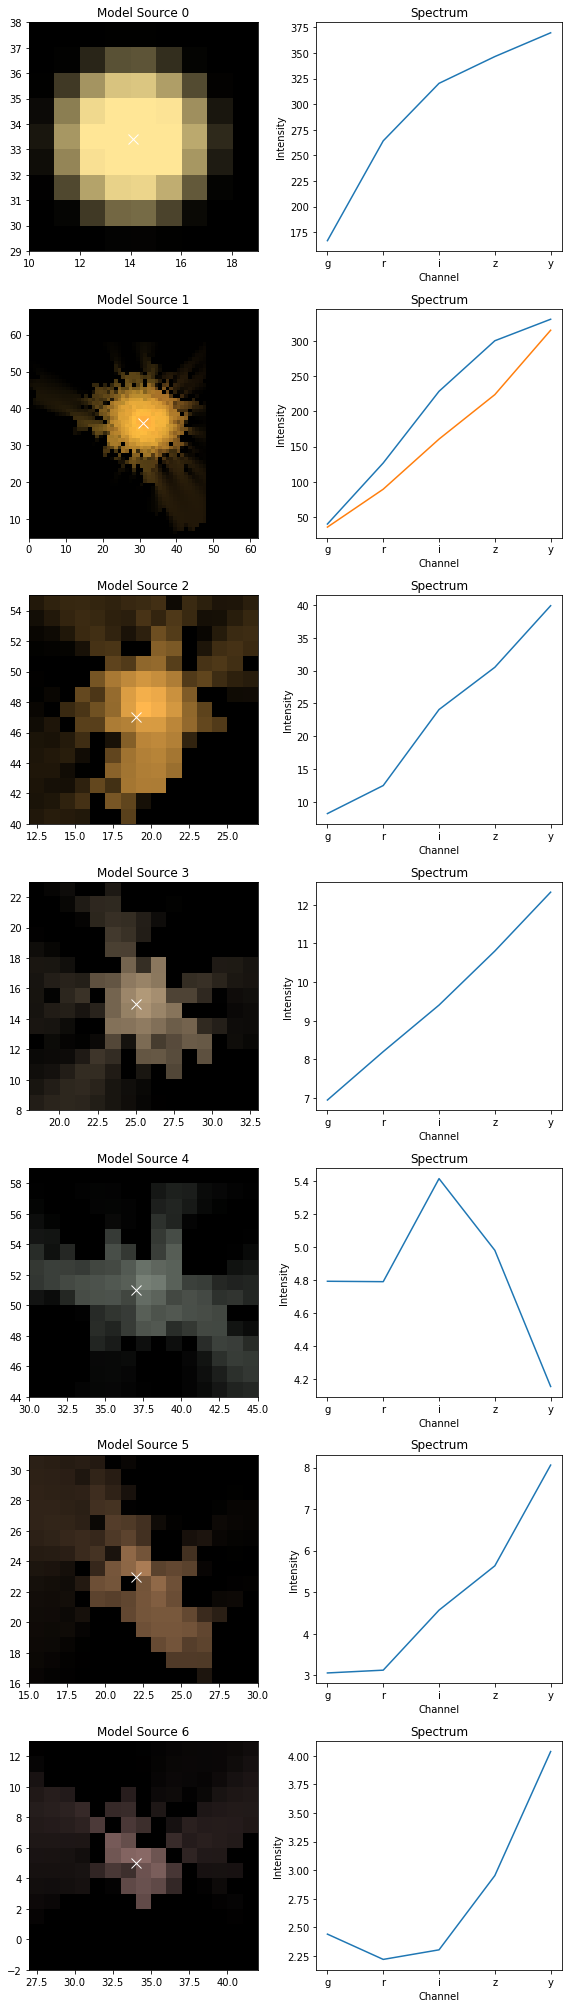 Model Source 0
Spectrum
38
37
36
35
34
33
32
31
30
29
10 12 14 16 18
Intensity
375
350
325
300
275
250
225
200
175
g r i z y
Channel
Model Source 1
Spectrum
60
50
40
30
20
10
0 10 20 30 40 50 60
Intensity
300
250
200
150
100
50
g r i z y
Channel
Model Source 2
Spectrum
54
52
50
48
46
44
42
40
12.5 15.0 17.5 20.0 22.5 25.0
Intensity
40
35
30
25
20
15
10
g r i z y
Channel
Model Source 3
Spectrum
22
20
18
16
14
12
10
8
20.0 22.5 25.0 27.5 30.0 32.5
Intensity
12
11
10
9
8
7
g r i z y
Channel
Model Source 4
Spectrum
58
56
54
52
50
48
46
44
30.0 32.5 35.0 37.5 40.0 42.5 45.0
Intensity
5.4
5.2
5.0
4.8
4.6
4.4
4.2
g r i z y
Channel
Model Source 5
Spectrum
30
28
26
24
22
20
18
16
15.0 17.5 20.0 22.5 25.0 27.5 30.0
Intensity
8
7
6
5
4
3
g r i z y
Channel
Model Source 6
Spectrum
12
10
8
6
4
2
0
−2
27.5 30.0 32.5 35.0 37.5 40.0
Intensity
4.00
3.75
3.50
3.25
3.00
2.75
2.50
2.25
g r i z y
Channel